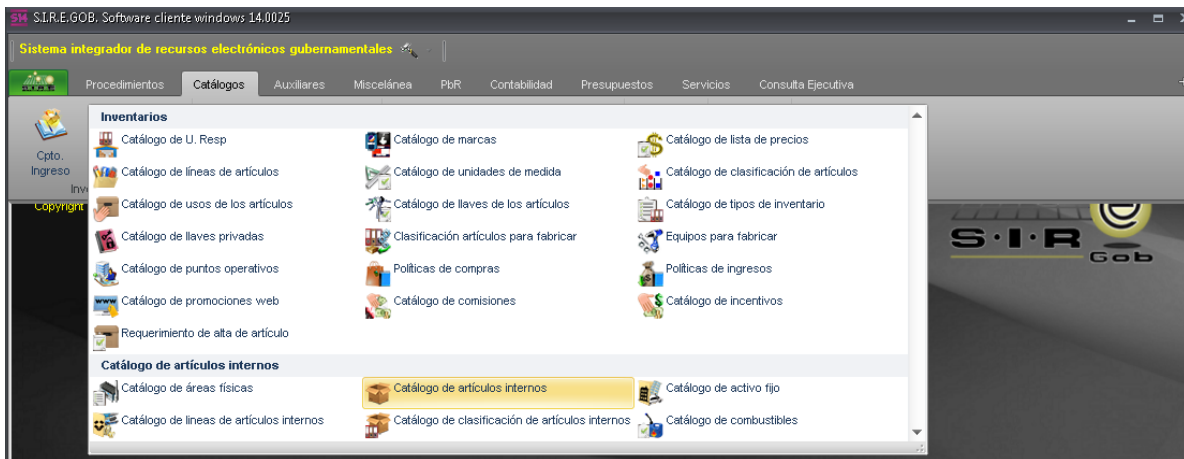 S.I.R.E.GOB. Software cliente windows 14.0025
Sistema integrador de recursos electrónicos gubernamentales
Procedimientos Catálogos Auxiliares Miscelánea PbR Contabilidad Presupuestos Servicios Consulta Ejecutiva
Cpto.
Ingreso
Inv
Copyright
Inventarios
Catálogo de U. Resp Catálogo de marcas Catálogo de lista de precios
Catálogo de líneas de artículos Catálogo de unidades de medida Catálogo de clasificación de artículos
Catálogo de usos de los artículos Catálogo de llaves de los artículos Catálogo de tipos de inventario
Catálogo de llaves privadas Clasificación artículos para fabricar Equipos para fabricar
Catálogo de puntos operativos Políticas de compras Políticas de ingresos
Catálogo de promociones web Catálogo de comisiones Catálogo de incentivos
Requerimiento de alta de artículo
Catálogo de artículos internos
Catálogo de áreas físicas Catálogo de artículos internos Catálogo de activo fijo
Catálogo de lineas de artículos internos Catálogo de clasificación de artículos internos Catálogo de combustibles
S·I·R e
Gob